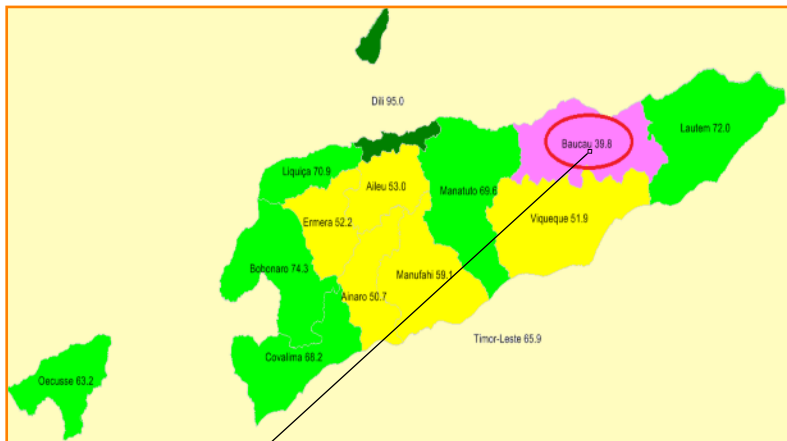 Dili 95.0
Baucau 39.8
Lautem 72.0
Liquiça 70.9
Aileu 53.0
Manatuto 69.6
Ermera 52.2
Viqueque 51.9
Bobonaro 74.3
Manufahi 59.1
Ainaro 50.7
Timor-Leste 65.9
Covalima 68.2
Oecusse 63.2